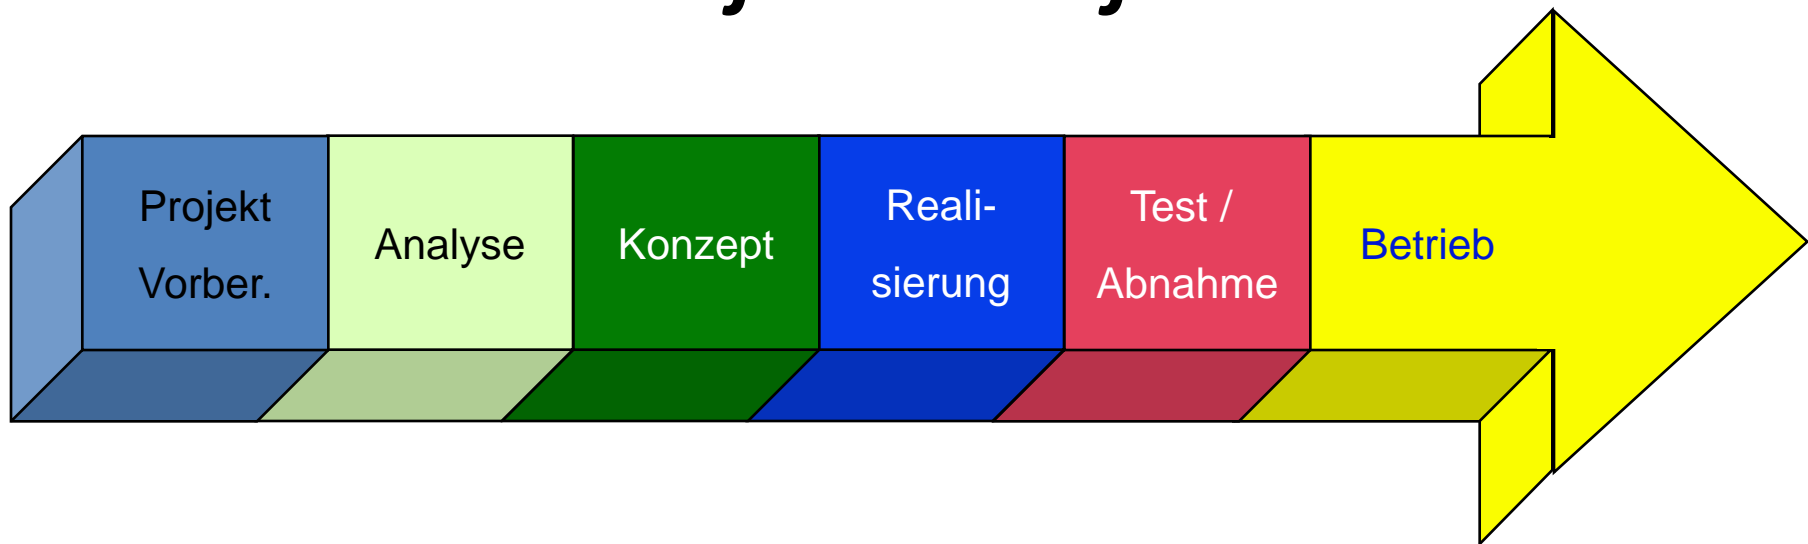 Projekt
Vorber.
Analyse
Konzept
Reali-
sierung
Test /
Abnahme
Betrieb